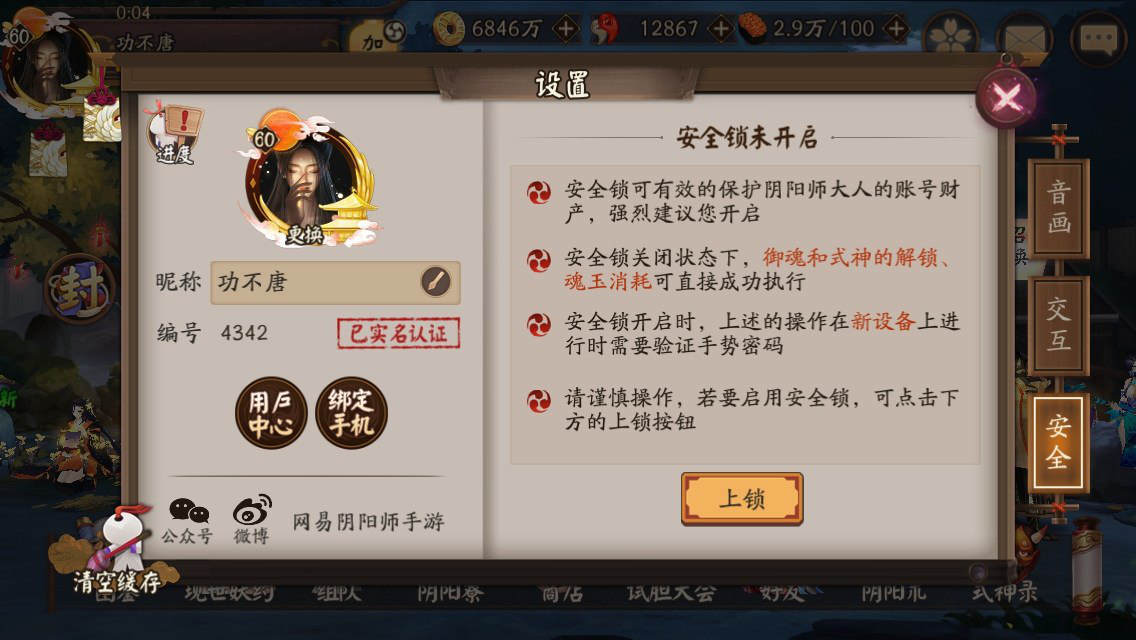 0:04
60
功不唐
加
6846万
12867
2.9万/100
设置
进度
60
更换
昵称 功不唐
编号 4342
已实名认证
用户中心
绑定手机
公众号
微博
网易阴阳师手游
清空缓存
安全锁未开启
安全锁可有效的保护阴阳师大人的账号财
产，强烈建议您开启
安全锁关闭状态下，御魂和式神的解锁、
魂玉消耗可直接成功执行
安全锁开启时，上述的操作在新设备上进
行时需要验证手势密码
请谨慎操作，若要启用安全锁，可点击下
方的上锁按钮
上锁
音画
交互
安全
封
新
组队
阴阳寮
商店
试胆大会
好友
式神录